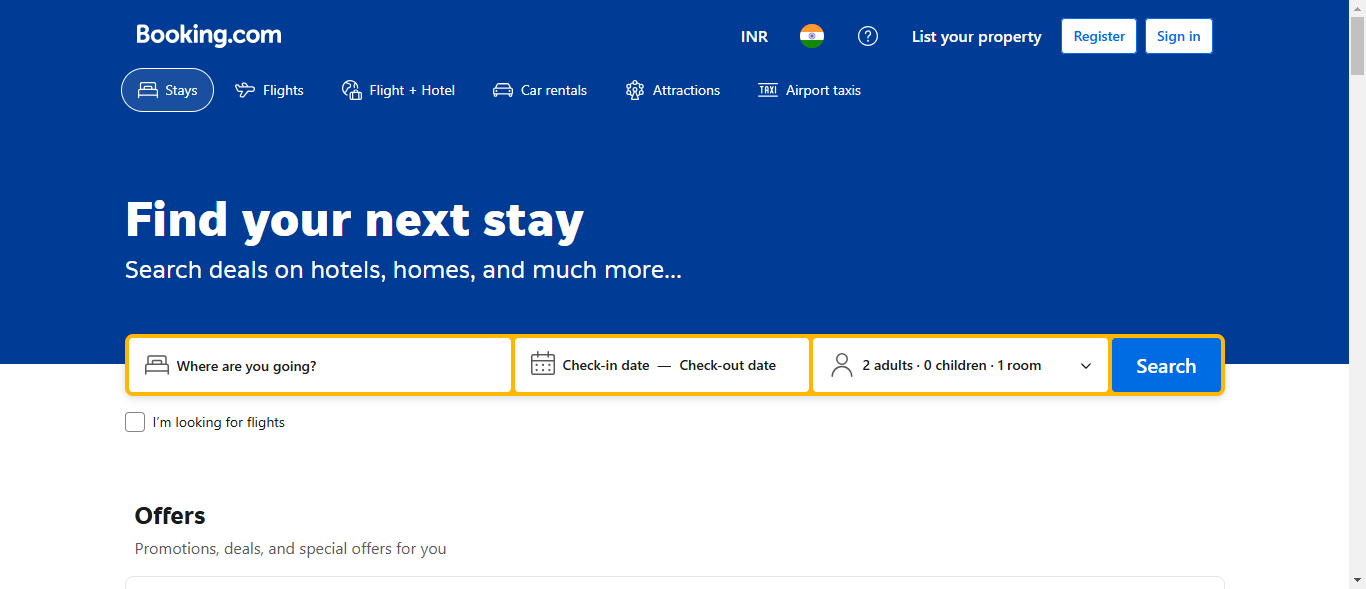 Booking.com
INR
List your property
Register
Sign in
Stays
Flights
Flight + Hotel
Car rentals
Attractions
TAXI
Airport taxis
Find your next stay
Search deals on hotels, homes, and much more...
Where are you going?
Check-in date — Check-out date
2 adults · 0 children · 1 room
Search
I'm looking for flights
Offers
Promotions, deals, and special offers for you